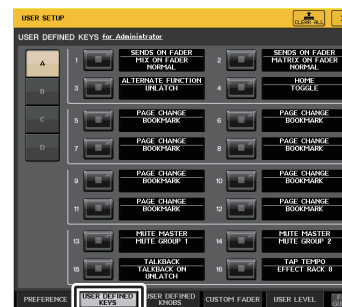 USER SETUP
CLEAR ALL
USER DEFINED KEYS for Administrator
A
B
C
D
1
SENDS ON FADER
MIX ON FADER
NORMAL
2
SENDS ON FADER
MATRIX ON FADER
NORMAL
3
ALTERNATE FUNCTION
UNLATCH
4
HOME
TOGGLE
5
PAGE CHANGE
BOOKMARK
6
PAGE CHANGE
BOOKMARK
7
PAGE CHANGE
BOOKMARK
8
PAGE CHANGE
BOOKMARK
9
PAGE CHANGE
BOOKMARK
10
PAGE CHANGE
BOOKMARK
11
PAGE CHANGE
BOOKMARK
12
PAGE CHANGE
BOOKMARK
13
MUTE MASTER
MUTE GROUP 1
14
MUTE MASTER
MUTE GROUP 2
15
TALKBACK
TALKBACK ON
UNLATCH
16
TAP TEMPO
EFFECT RACK 8
PREFERENCE
USER DEFINED
KEYS
USER DEFINED
KNOBS
CUSTOM FADER
USER LEVEL